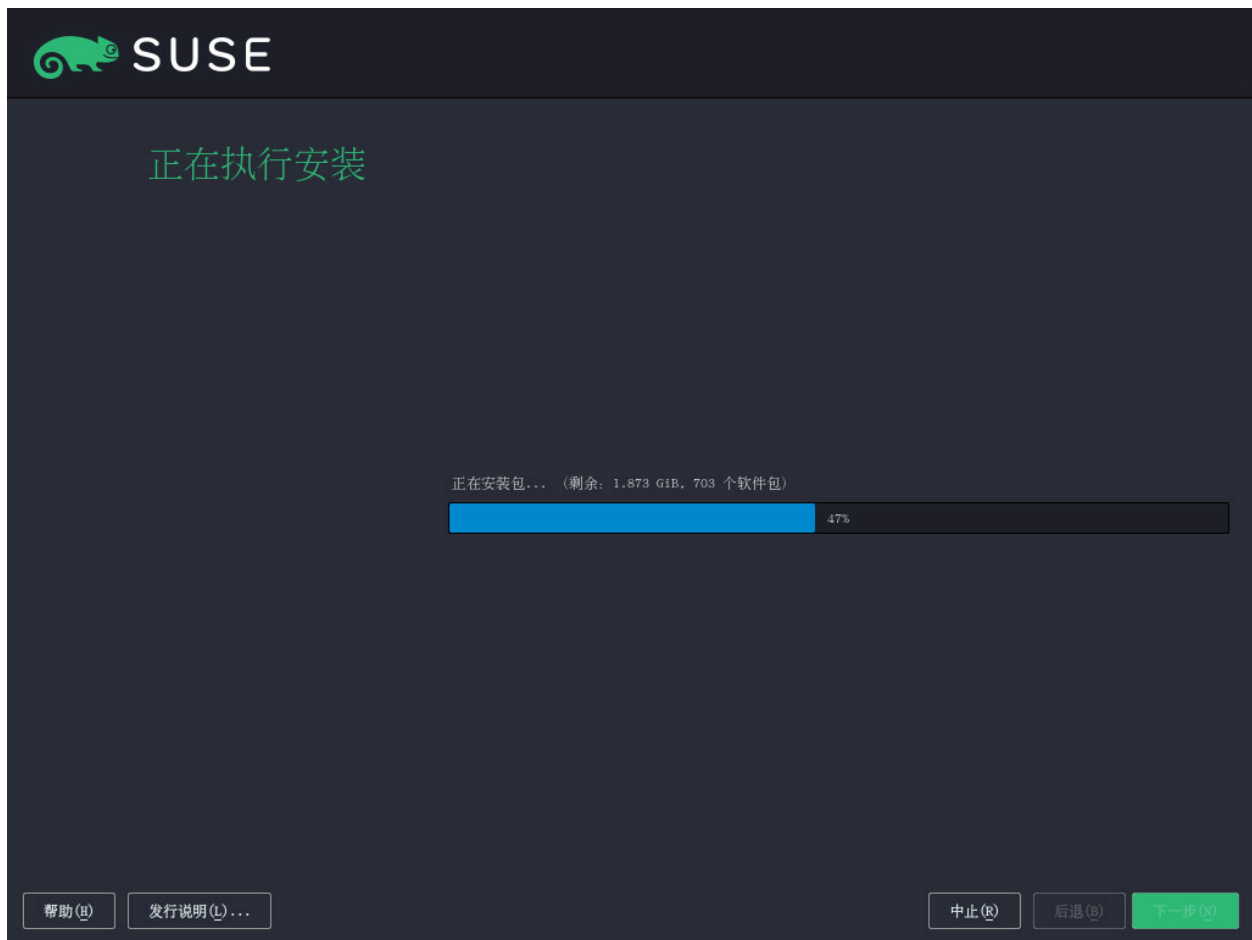 SUSE
正在执行安装
正在安装包... (剩余: 1.873 GiB, 703 个软件包)
47%
帮助(H) 发行说明(L)... 中止(R) 后退(B) 下一步(N)